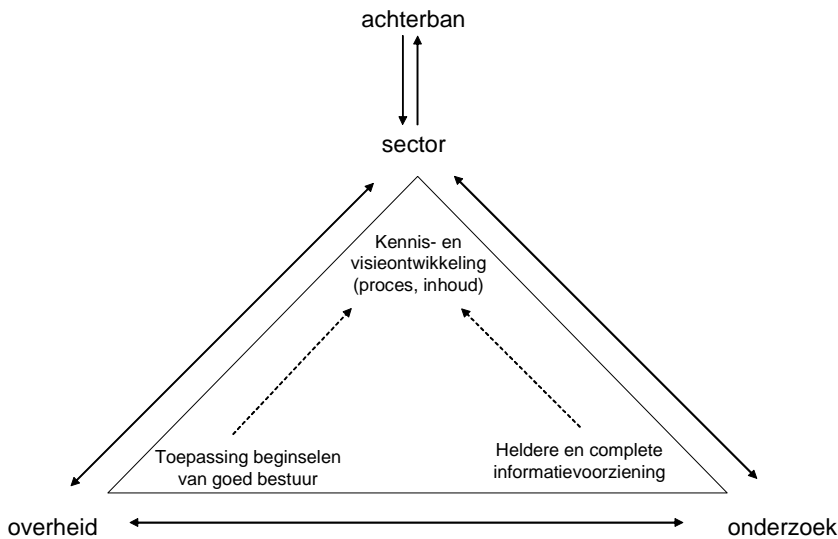 achterban
sector
Kennis- en
visieontwikkeling
(proces, inhoud)
Toepassing beginselen
van goed bestuur
Heldere en complete
informatievoorziening
overheid
onderzoek